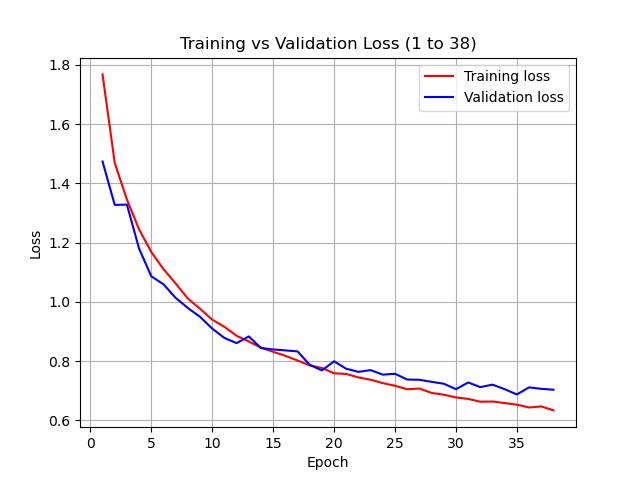 Training vs Validation Loss (1 to 38)
Training loss
Validation loss
Loss
1.8
1.6
1.4
1.2
1.0
0.8
0.6
0 5 10 15 20 25 30 35
Epoch